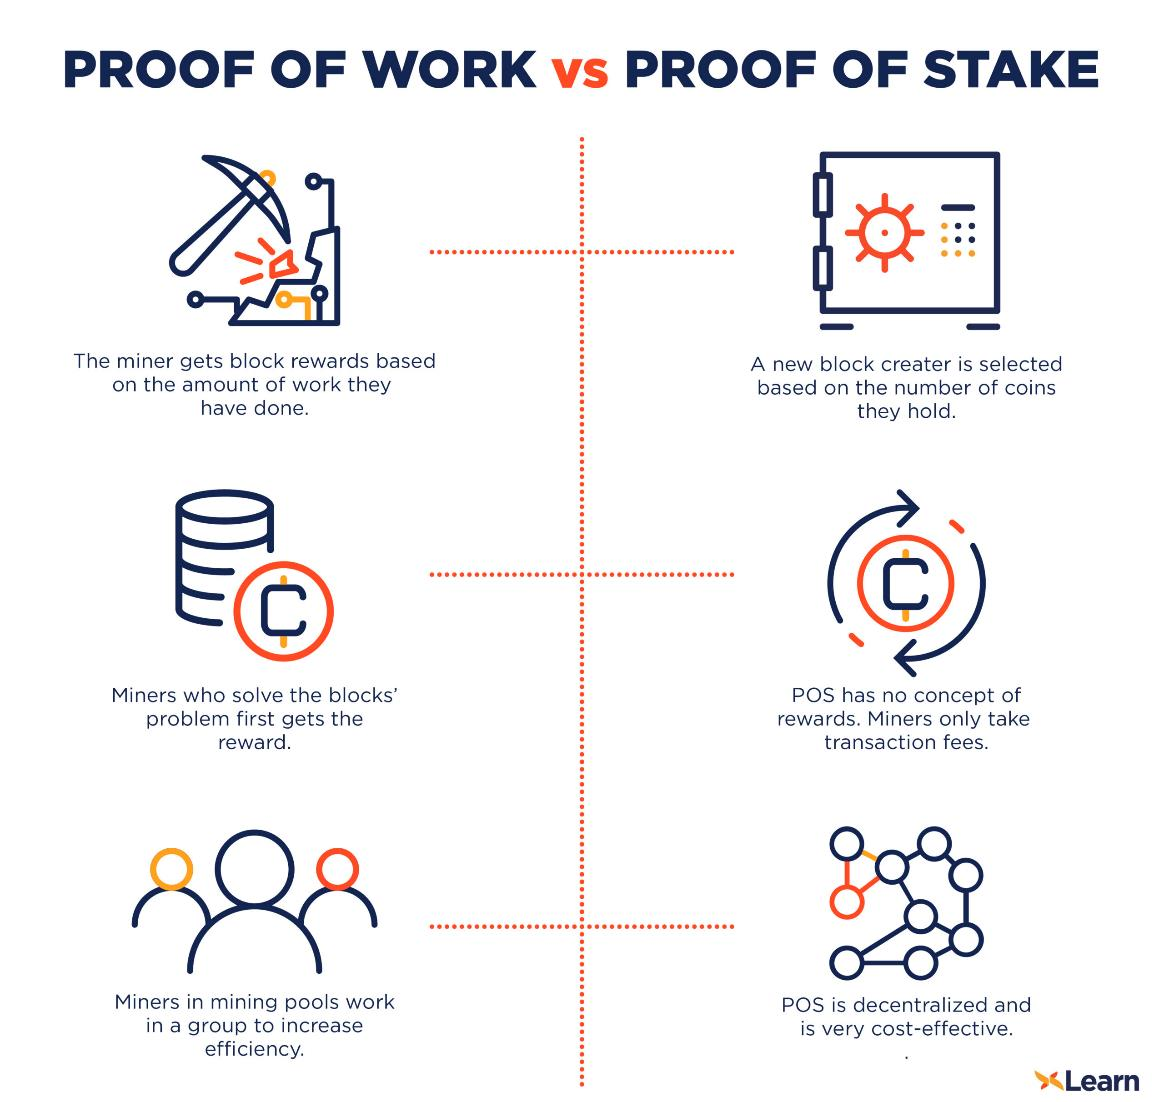 PROOF OF WORK vs PROOF OF STAKE
The miner gets block rewards based
on the amount of work they
have done.
A new block creater is selected
based on the number of coins
they hold.
Miners who solve the blocks’
problem first gets the
reward.
POS has no concept of
rewards. Miners only take
transaction fees.
Miners in mining pools work
in a group to increase
efficiency.
POS is decentralized and
is very cost-effective.
.
Learn